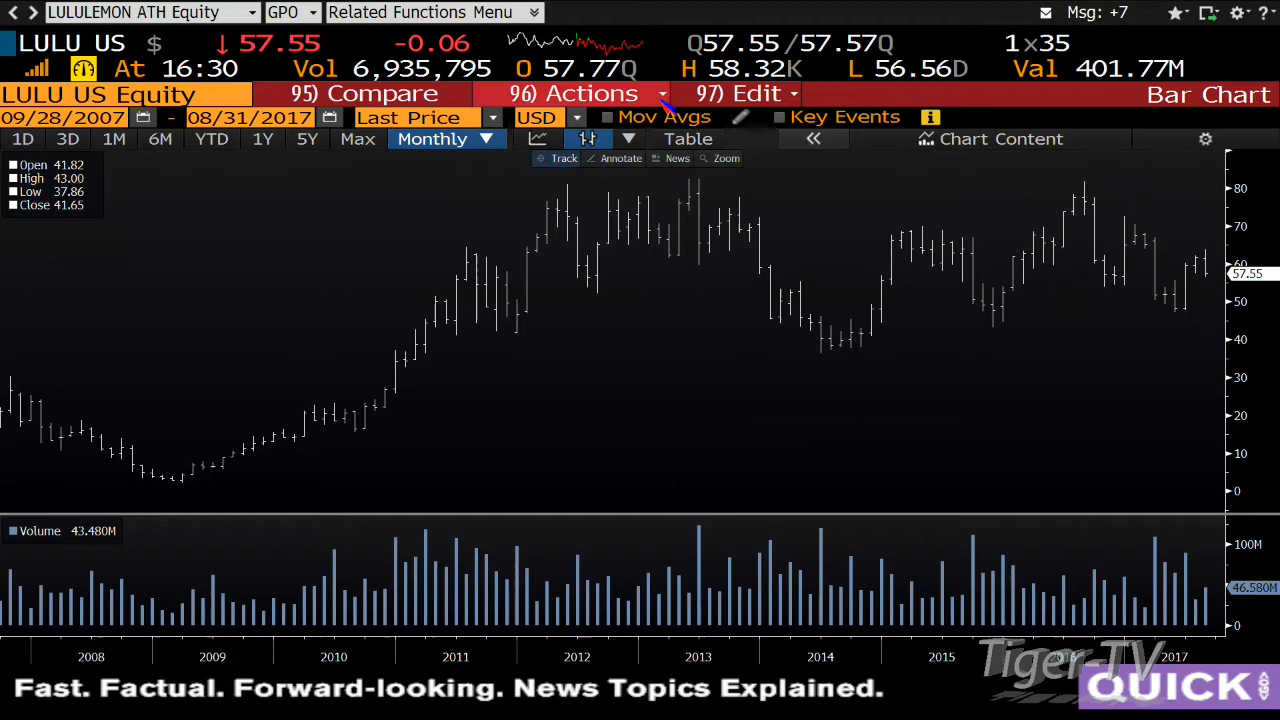 LULULEMON ATH Equity GPO Related Functions Menu Msg: +7
LULU US $ 57.55 -0.06 Q57.55/57.57Q 1×35
At 16:30 Vol 6,935,795 O 57.77Q H 58.32K L 56.56D Val 401.77M
LULU US Equity 95) Compare 96) Actions 97) Edit Bar Chart
09/28/2007 - 08/31/2017 Last Price USD Mov Avgs Key Events
1D 3D 1M 6M YTD 1Y 5Y Max Monthly Table Chart Content
Track Annotate News Zoom
Open 41.82
High 43.00
Low 37.86
Close 41.65
80
70
60
57.55
50
40
30
20
10
0
Volume 43.480M
100M
46.580M
0
2008 2009 2010 2011 2012 2013 2014 2015 2016 2017
Tiger-TV
Fast. Factual. Forward-looking. News Topics Explained.
QUICK